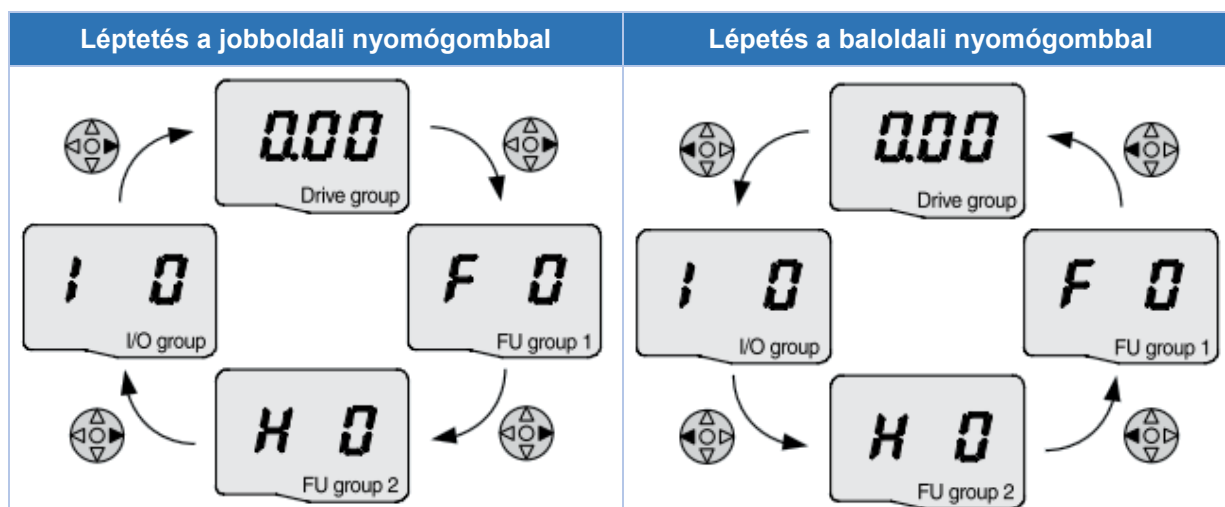 Léptetés a jobboldali nyomógombbal
Lépetés a baloldali nyomógombbal
0.00
Drive group
I 0
I/O group
F 0
FU group 1
H 0
FU group 2
0.00
Drive group
I 0
I/O group
F 0
FU group 1
H 0
FU group 2